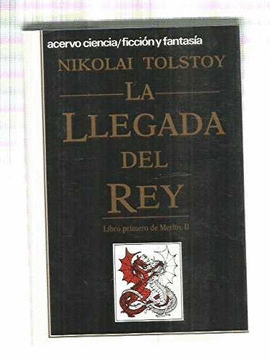 acervo ciencia/ficción y fantasía
NIKOLAI TOLSTOY
LA
LLEGADA
DEL
REY
Libro primero de Merlín, II